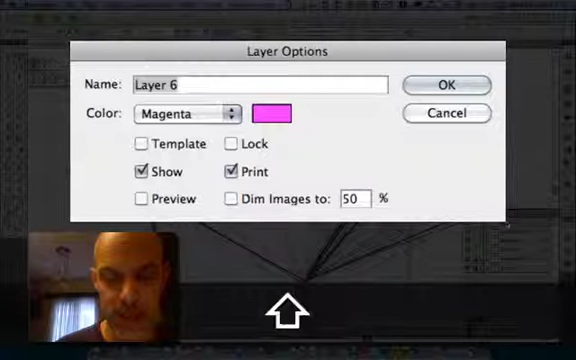 Layer Options
Name: Layer 6 OK
Color: Magenta Cancel
Template Lock
Show Print
Preview Dim Images to: 50 %